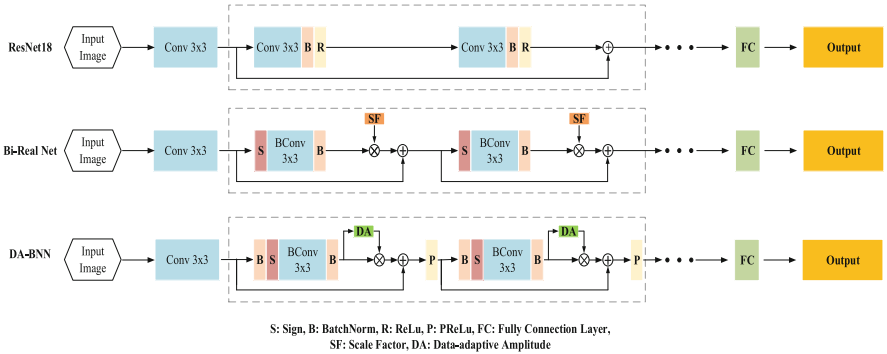 ResNet18
Input
Image
Conv 3x3
Conv 3x3
B
R
Conv 3x3
B
R
FC
Output
Bi-Real Net
Input
Image
Conv 3x3
S
BConv
3x3
B
SF
S
BConv
3x3
B
SF
FC
Output
DA-BNN
Input
Image
Conv 3x3
B
S
BConv
3x3
B
DA
P
B
S
BConv
3x3
B
DA
P
FC
Output
S: Sign, B: BatchNorm, R: ReLu, P: PReLu, FC: Fully Connection Layer,
SF: Scale Factor, DA: Data-adaptive Amplitude